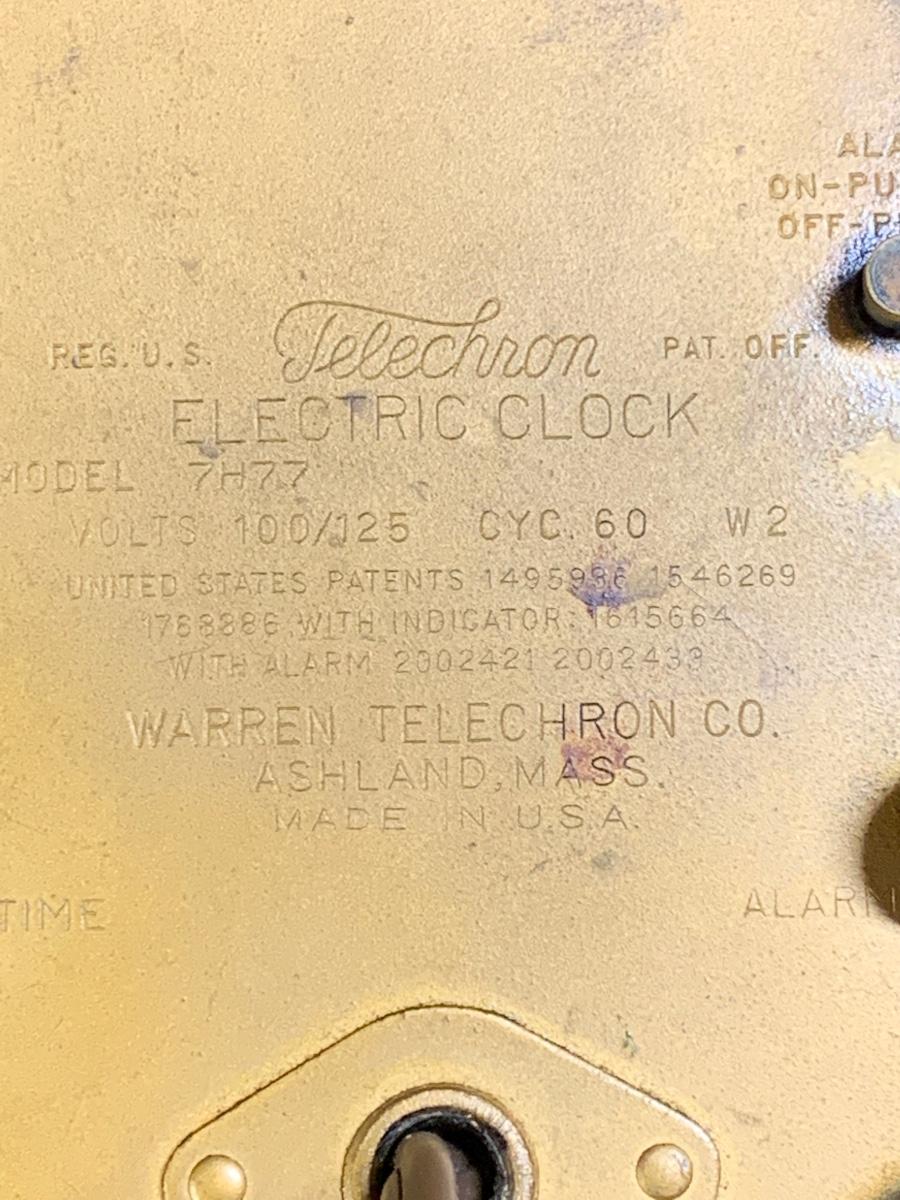 ALA
ON-PU
OFF-P
REG. U.S. Telechron PAT. OFF.
ELECTRIC CLOCK
MODEL 7H77
VOLTS 100/125 CYC. 60 W 2
UNITED STATES PATENTS 1495936 1546269
1788886 WITH INDICATOR: 1615664
WITH ALARM 2002421 2002433
WARREN TELECHRON CO.
ASHLAND, MASS.
MADE IN U.S.A.
TIME ALARM